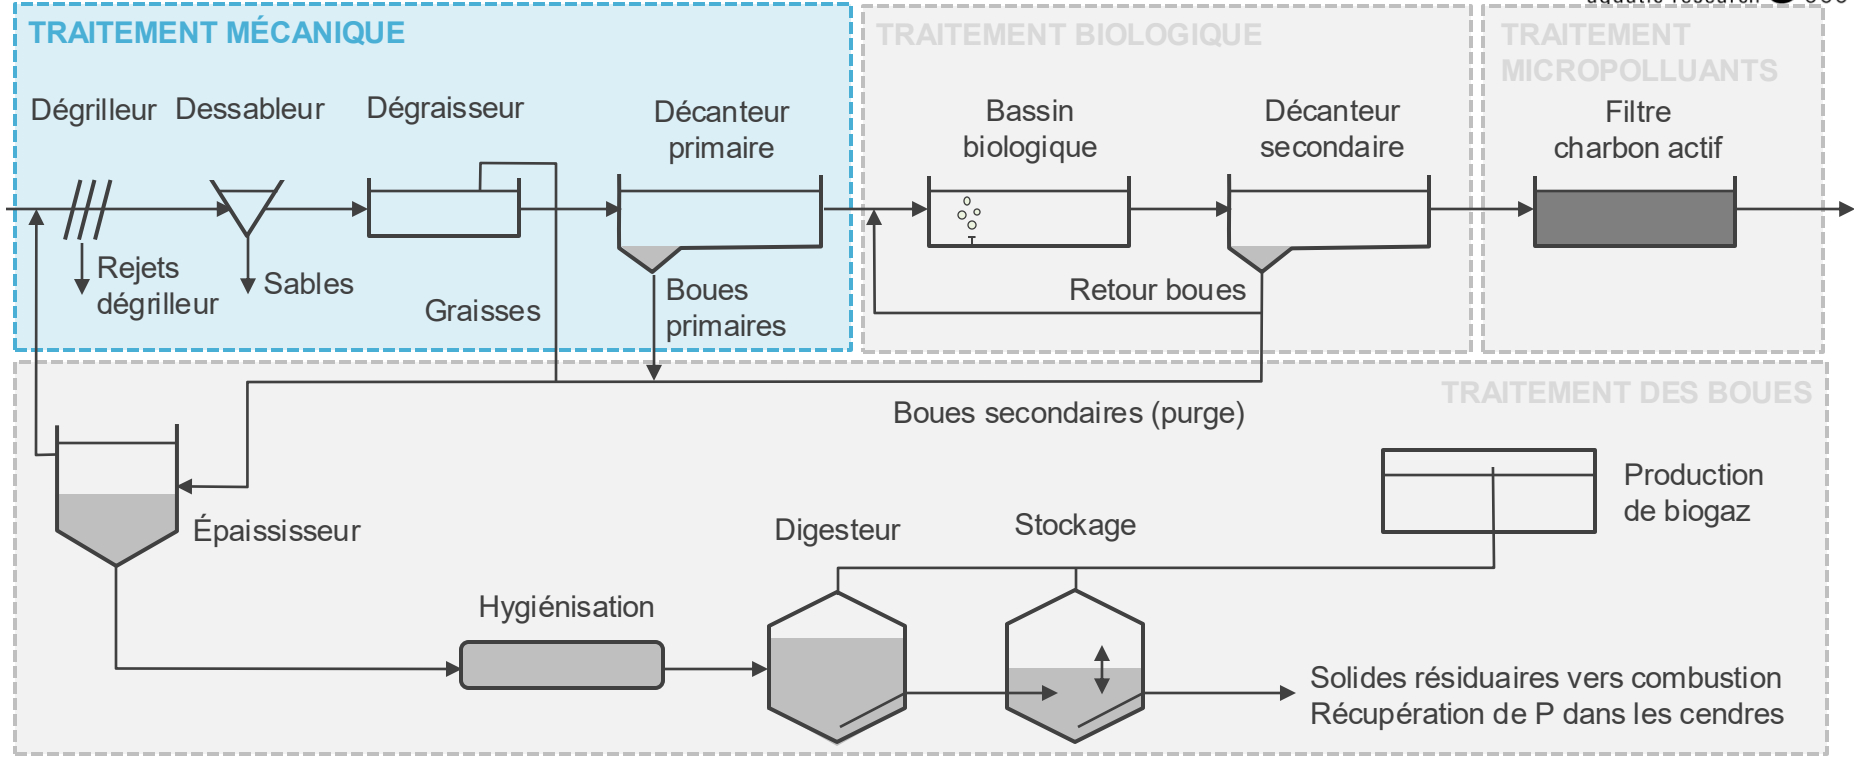 TRAITEMENT MÉCANIQUE
TRAITEMENT BIOLOGIQUE
TRAITEMENT
MICROPOLLUANTS
Dégrilleur
Dessableur
Dégraisseur
Décanteur
primaire
Bassin
biologique
Décanteur
secondaire
Filtre
charbon actif
Rejets
dégrilleur
Sables
Graisses
Boues
primaires
Retour boues
TRAITEMENT DES BOUES
Boues secondaires (purge)
Production
de biogaz
Épaississeur
Digesteur
Stockage
Hygiénisation
Solides résiduaires vers combustion
Récupération de P dans les cendres